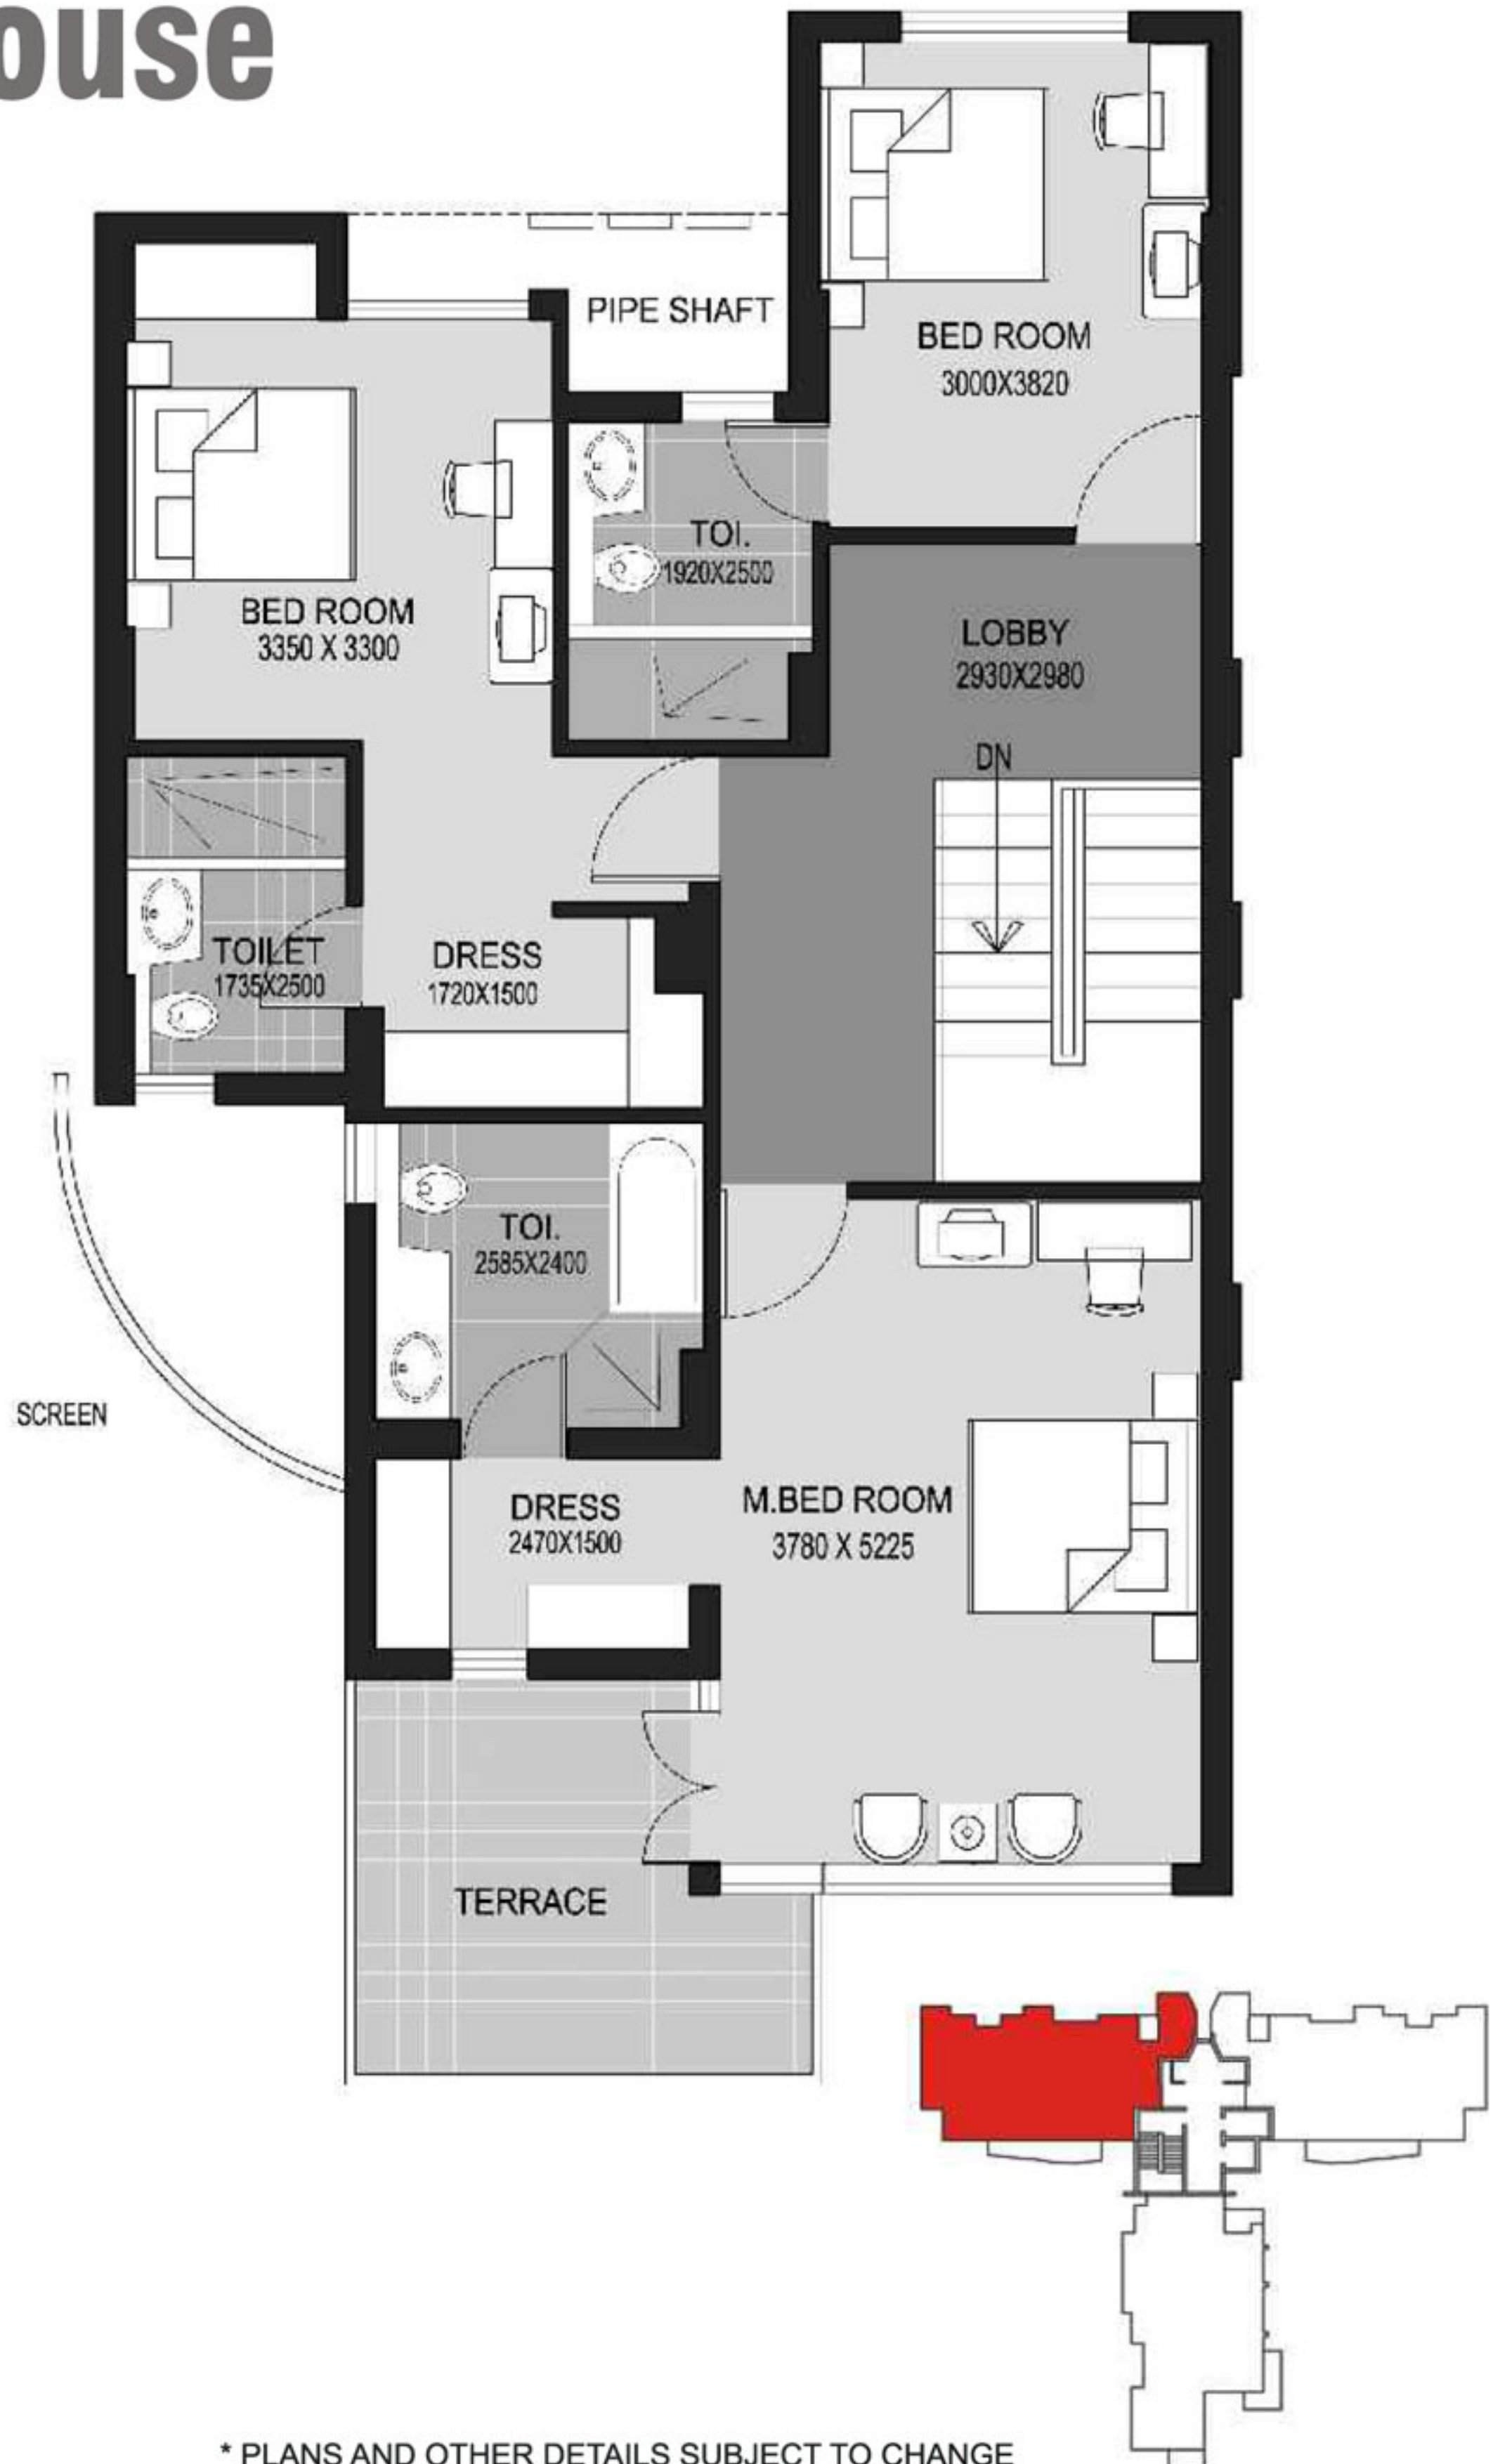 ouse
PIPE SHAFT
BED ROOM
3000X3820
TOI.
1920X2500
BED ROOM
3350 X 3300
LOBBY
2930X2980
DN
TOILET
1735X2500
DRESS
1720X1500
TOI.
2585X2400
SCREEN
DRESS
2470X1500
M.BED ROOM
3780 X 5225
TERRACE
* PLANS AND OTHER DETAILS SUBJECT TO CHANGE